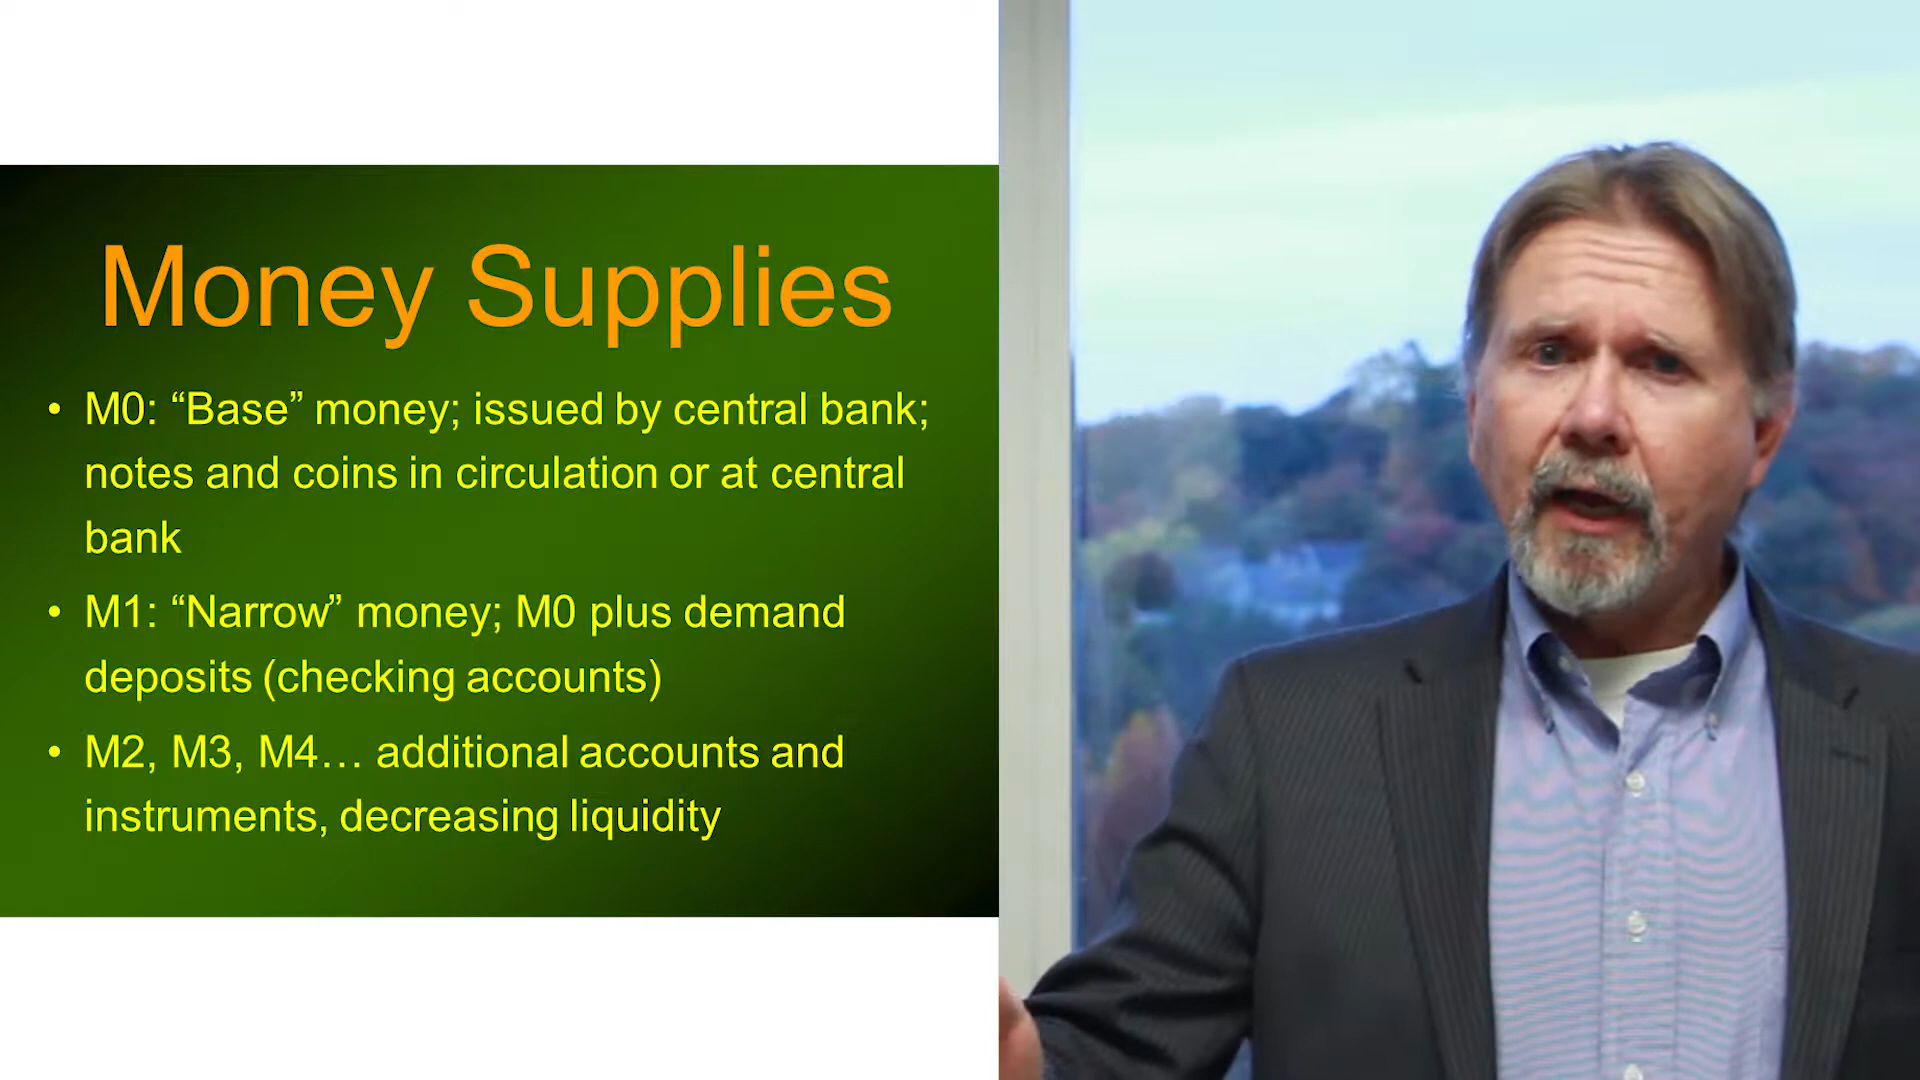 Money Supplies
• M0: “Base” money; issued by central bank;
notes and coins in circulation or at central
bank
• M1: “Narrow” money; M0 plus demand
deposits (checking accounts)
• M2, M3, M4… additional accounts and
instruments, decreasing liquidity